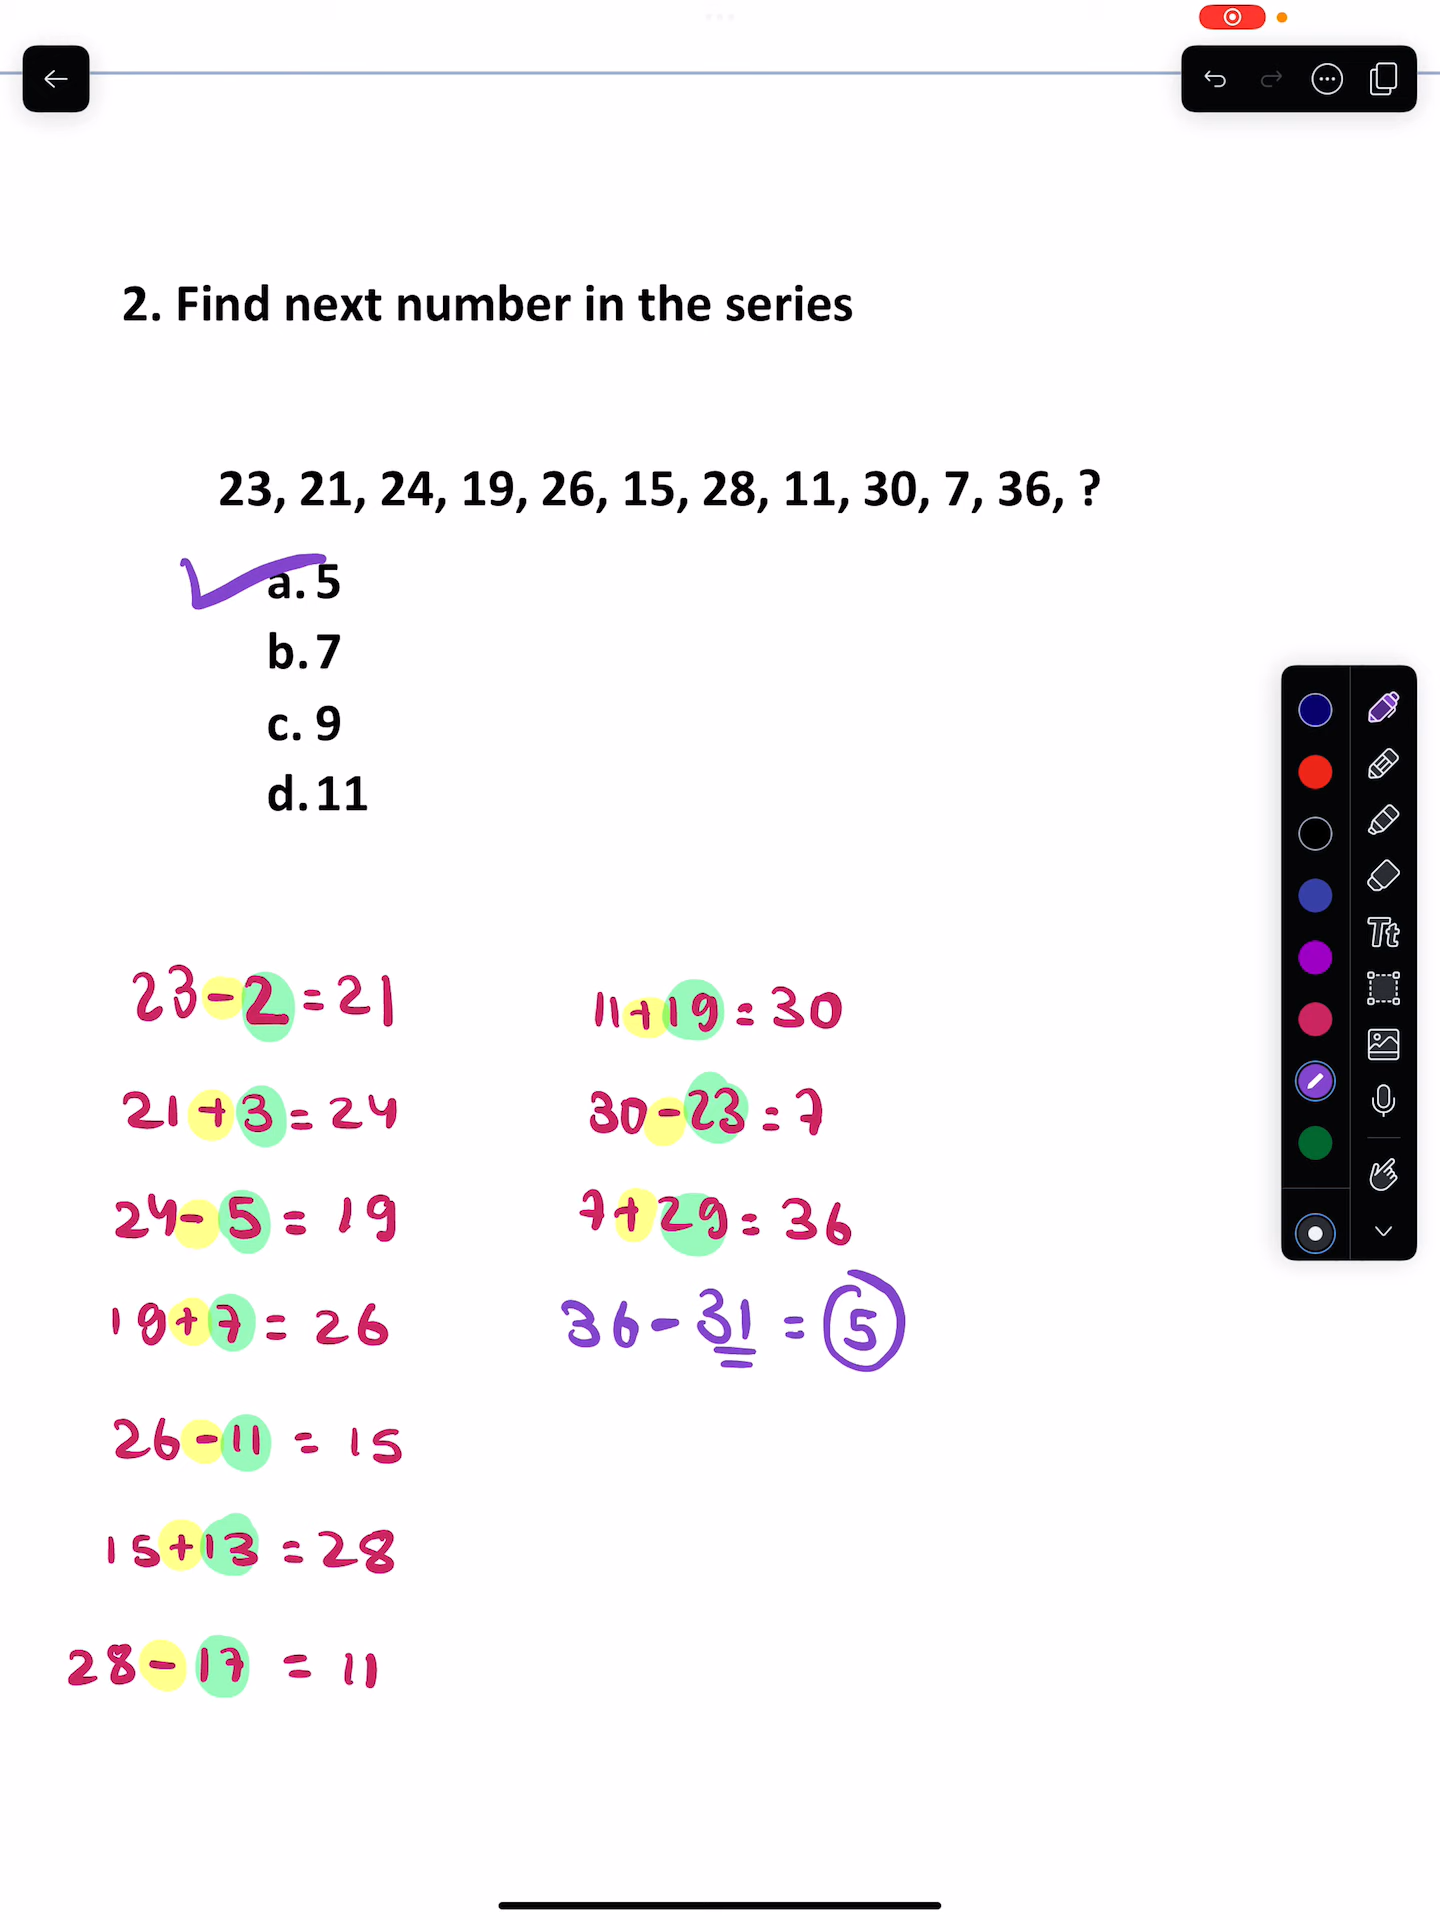 2. Find next number in the series
23, 21, 24, 19, 26, 15, 28, 11, 30, 7, 36, ?
a. 5
b. 7
c. 9
d. 11
Tt
23-2=21
21+3=24
24-5=19
19+7=26
26-11=15
15+13=28
28-17=11
11+19=30
30-23=7
7+29=36
36-31=5